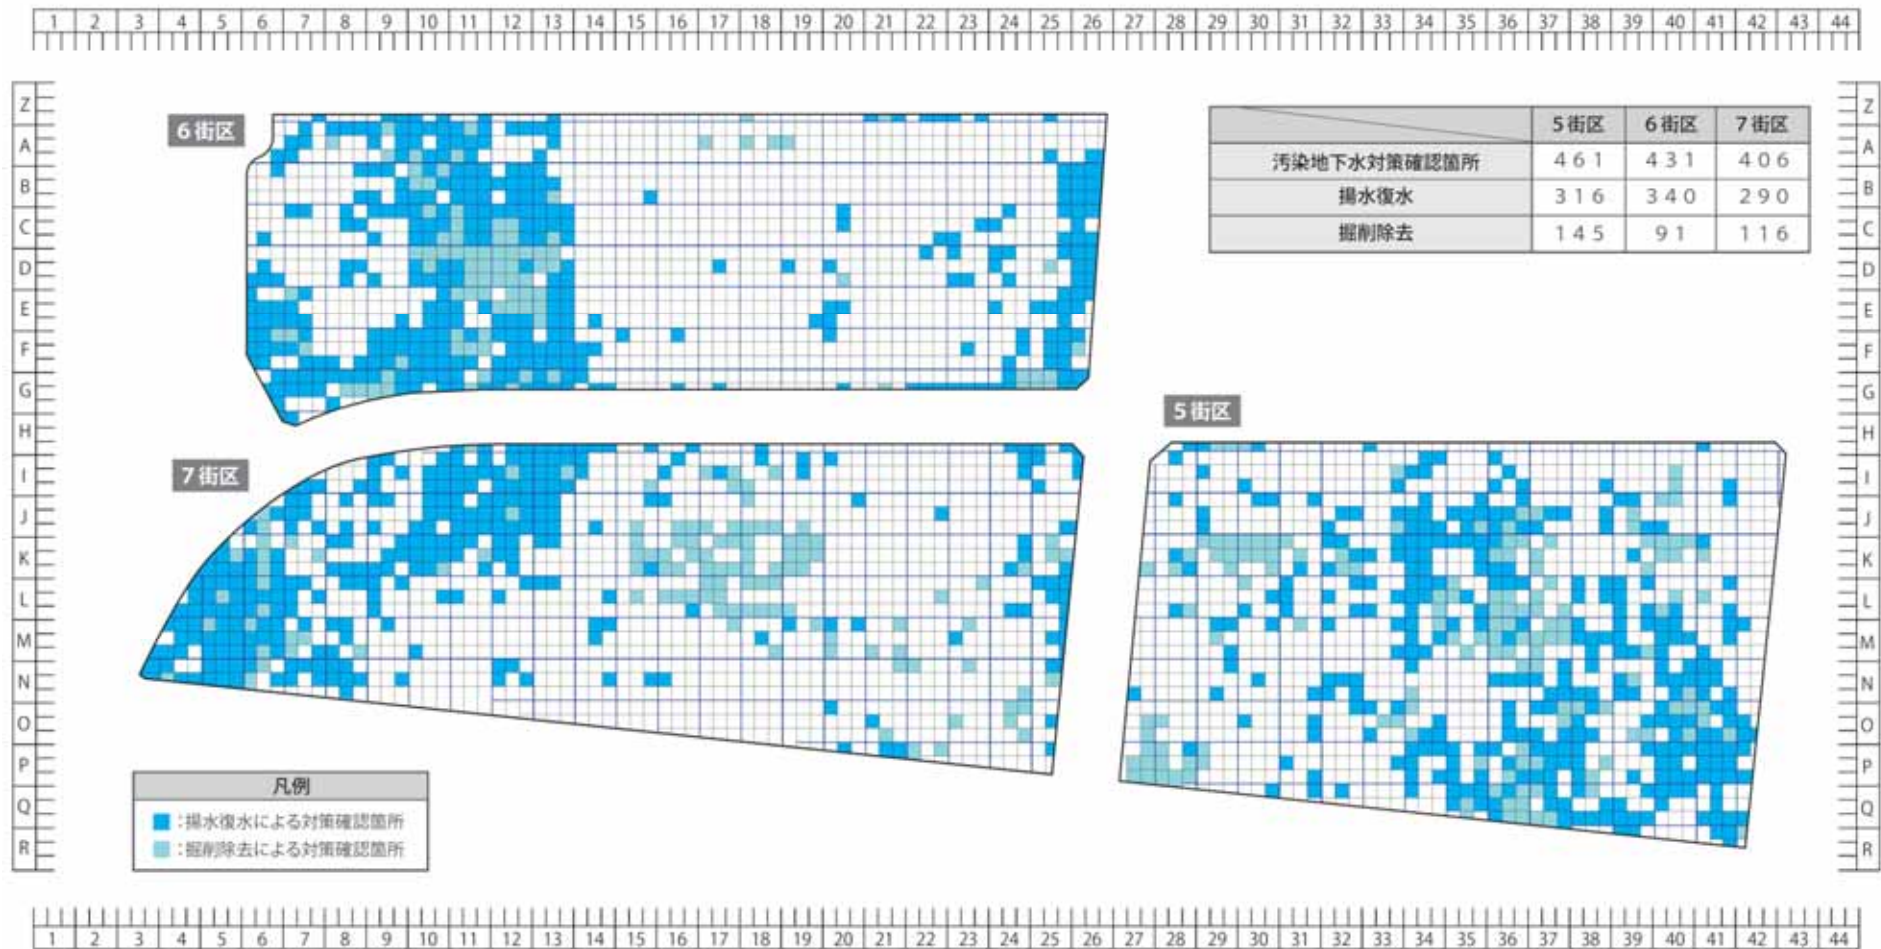 1 2 3 4 5 6 7 8 9 10 11 12 13 14 15 16 17 18 19 20 21 22 23 24 25 26 27 28 29 30 31 32 33 34 35 36 37 38 39 40 41 42 43 44
Z Z
6街区
5街区 6街区 7街区
A A
汚染地下水対策確認箇所 461 431 406
B B
揚水復水 316 340 290
C C
掘削除去 145 91 116
D D
E E
F F
G G
5街区
H H
7街区
I I
J J
K K
L L
M M
N N
O O
P P
凡例
Q Q
:揚水復水による対策確認箇所
R R
:掘削除去による対策確認箇所
1 2 3 4 5 6 7 8 9 10 11 12 13 14 15 16 17 18 19 20 21 22 23 24 25 26 27 28 29 30 31 32 33 34 35 36 37 38 39 40 41 42 43 44